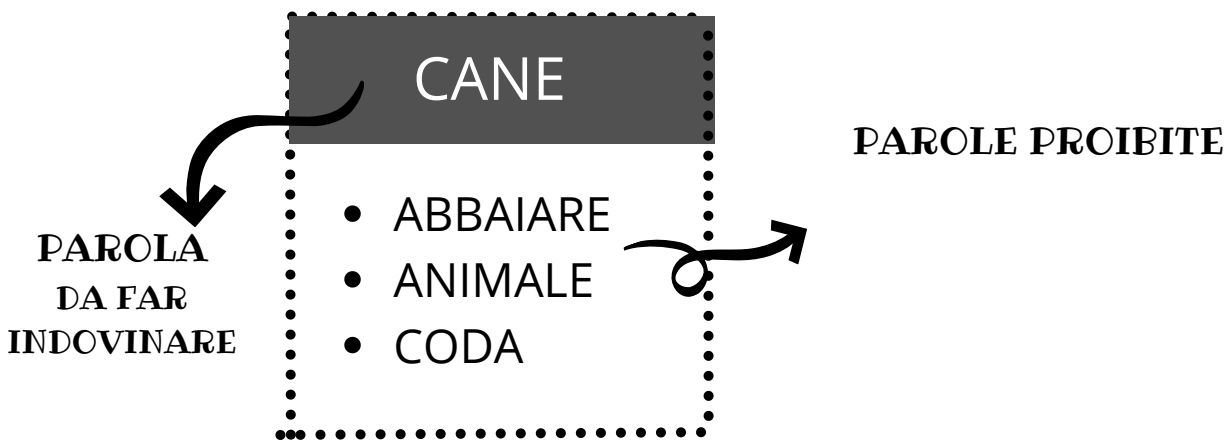 CANE
PAROLE PROIBITE
• ABBAIARE
• ANIMALE
• CODA
PAROLA
DA FAR
INDOVINARE